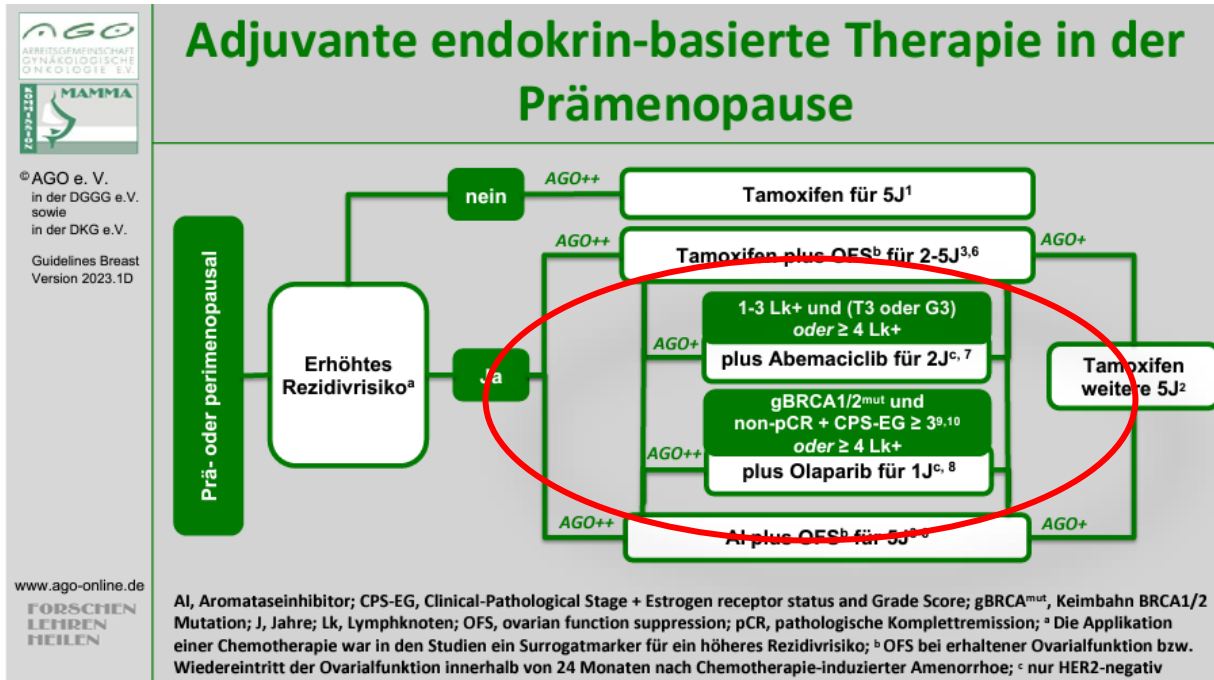 AGO
ARBEITSGEMEINSCHAFT
GYNÄKOLOGISCHE
ONKOLOGIE E.V.
KOMMISSION
MAMMA
© AGO e. V.
in der DGGG e.V.
sowie
in der DKG e.V.
Guidelines Breast
Version 2023.1D
www.ago-online.de
FORSCHEN
LEHREN
HEILEN
Adjuvante endokrin-basierte Therapie in der
Prämenopause
Prä- oder perimenopausal
Erhöhtes
Rezidivrisikoᵃ
nein
AGO++
Tamoxifen für 5J¹
Ja
AGO++
Tamoxifen plus OFSᵇ für 2-5J³,⁶
AGO+
1-3 Lk+ und (T3 oder G3)
oder ≥ 4 Lk+
AGO+
plus Abemaciclib für 2Jᶜ, ⁷
gBRCA1/2ᵐᵘᵗ und
non-pCR + CPS-EG ≥ 3⁹,¹⁰
oder ≥ 4 Lk+
AGO++
plus Olaparib für 1Jᶜ, ⁸
Tamoxifen
weitere 5J²
AGO++
AI plus OFSᵇ für 5J
AGO+
AI, Aromataseinhibitor; CPS-EG, Clinical-Pathological Stage + Estrogen receptor status and Grade Score; gBRCAᵐᵘᵗ, Keimbahn BRCA1/2
Mutation; J, Jahre; Lk, Lymphknoten; OFS, ovarian function suppression; pCR, pathologische Komplettremission; ᵃ Die Applikation
einer Chemotherapie war in den Studien ein Surrogatmarker für ein höheres Rezidivrisiko; ᵇ OFS bei erhaltener Ovarialfunktion bzw.
Wiedereintritt der Ovarialfunktion innerhalb von 24 Monaten nach Chemotherapie-induzierter Amenorrhoe; ᶜ nur HER2-negativ